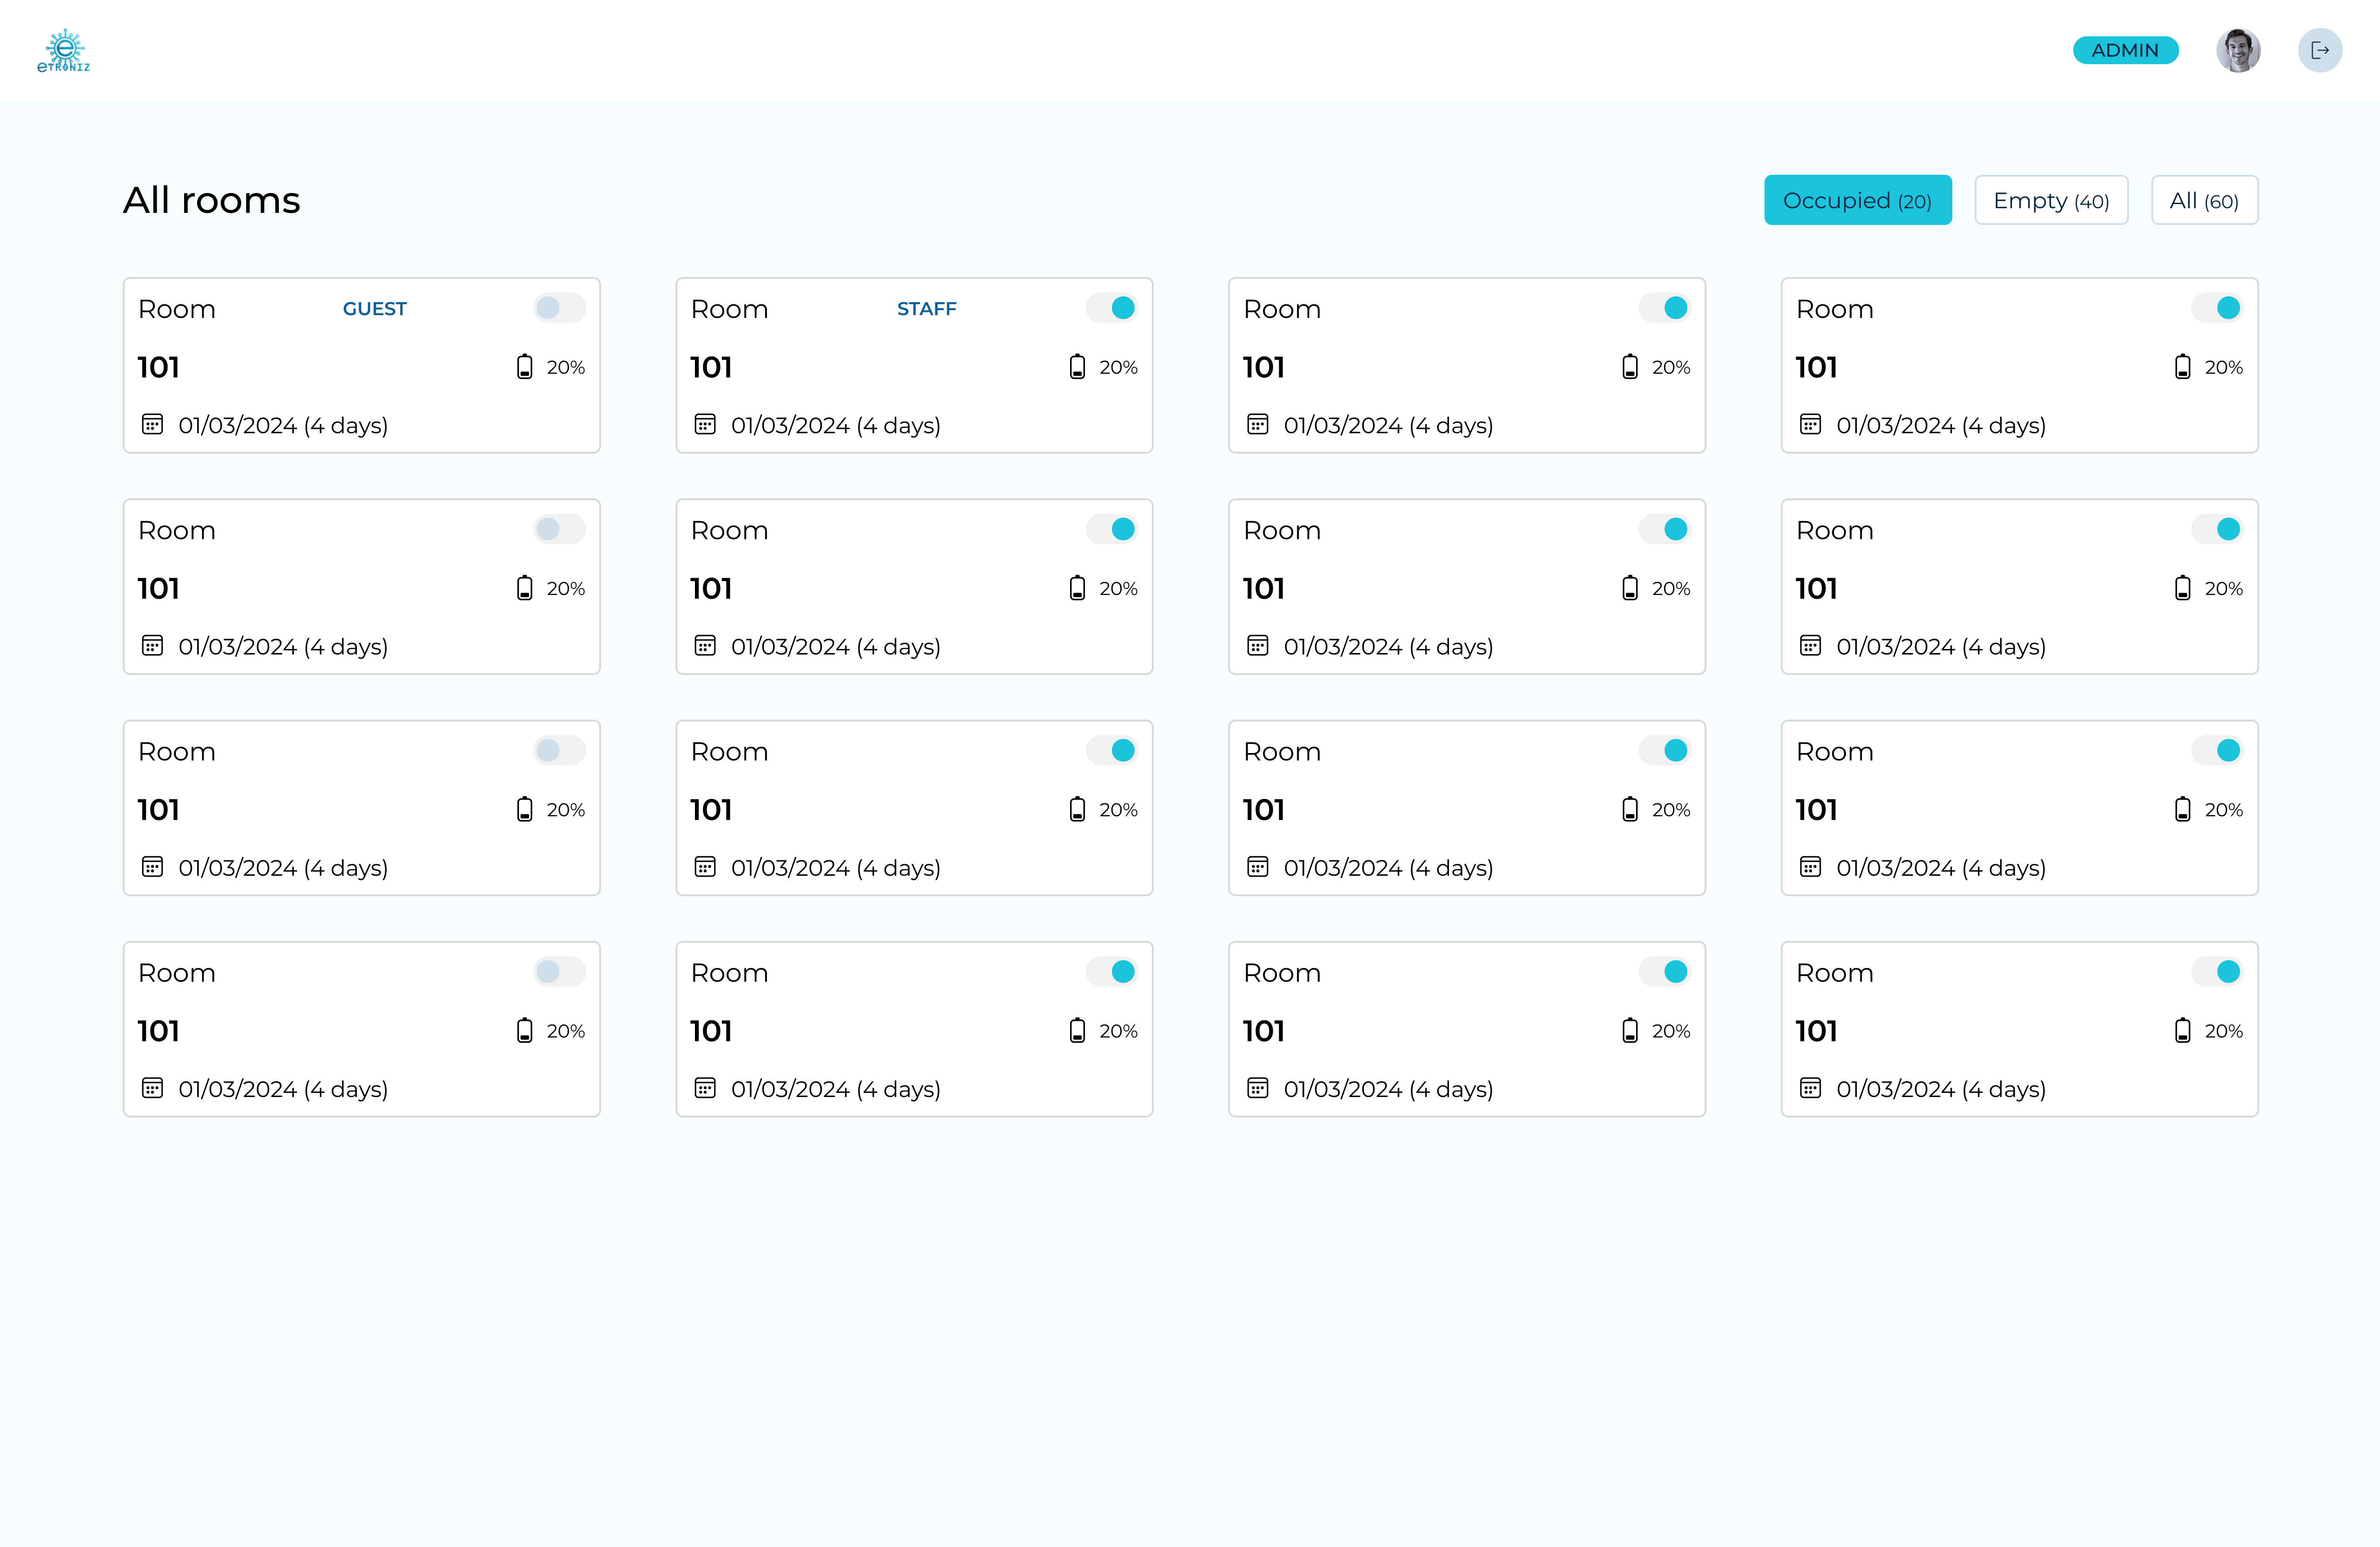 eTRONIZ
ADMIN
All rooms
Occupied (20) Empty (40) All (60)
Room GUEST Room STAFF Room Room
101 20% 101 20% 101 20% 101 20%
01/03/2024 (4 days) 01/03/2024 (4 days) 01/03/2024 (4 days) 01/03/2024 (4 days)
Room Room Room Room
101 20% 101 20% 101 20% 101 20%
01/03/2024 (4 days) 01/03/2024 (4 days) 01/03/2024 (4 days) 01/03/2024 (4 days)
Room Room Room Room
101 20% 101 20% 101 20% 101 20%
01/03/2024 (4 days) 01/03/2024 (4 days) 01/03/2024 (4 days) 01/03/2024 (4 days)
Room Room Room Room
101 20% 101 20% 101 20% 101 20%
01/03/2024 (4 days) 01/03/2024 (4 days) 01/03/2024 (4 days) 01/03/2024 (4 days)